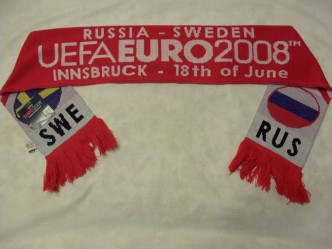 RUSSIA - SWEDEN
UEFA EURO2008™
INNSBRUCK - 18th of June
SWE
RUS